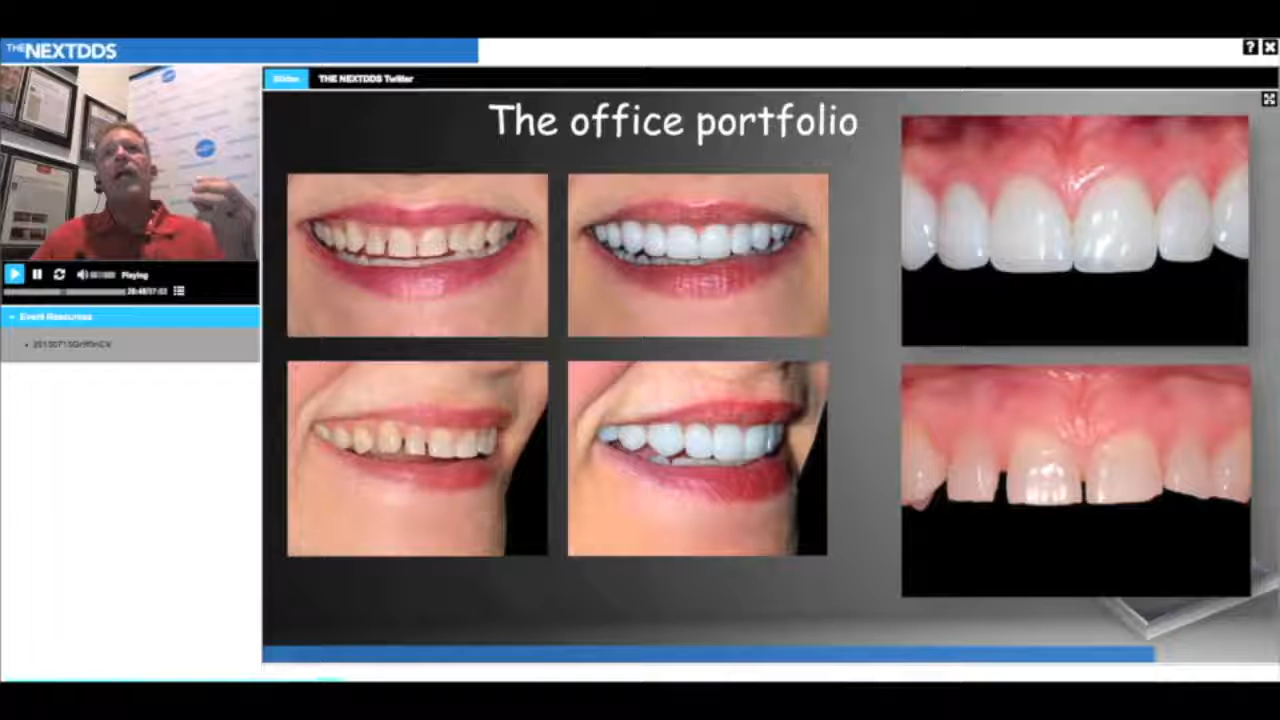 THE NEXTDDS
? X
Slides THE NEXTDDS Twitter
The office portfolio
Playing
Event Resources